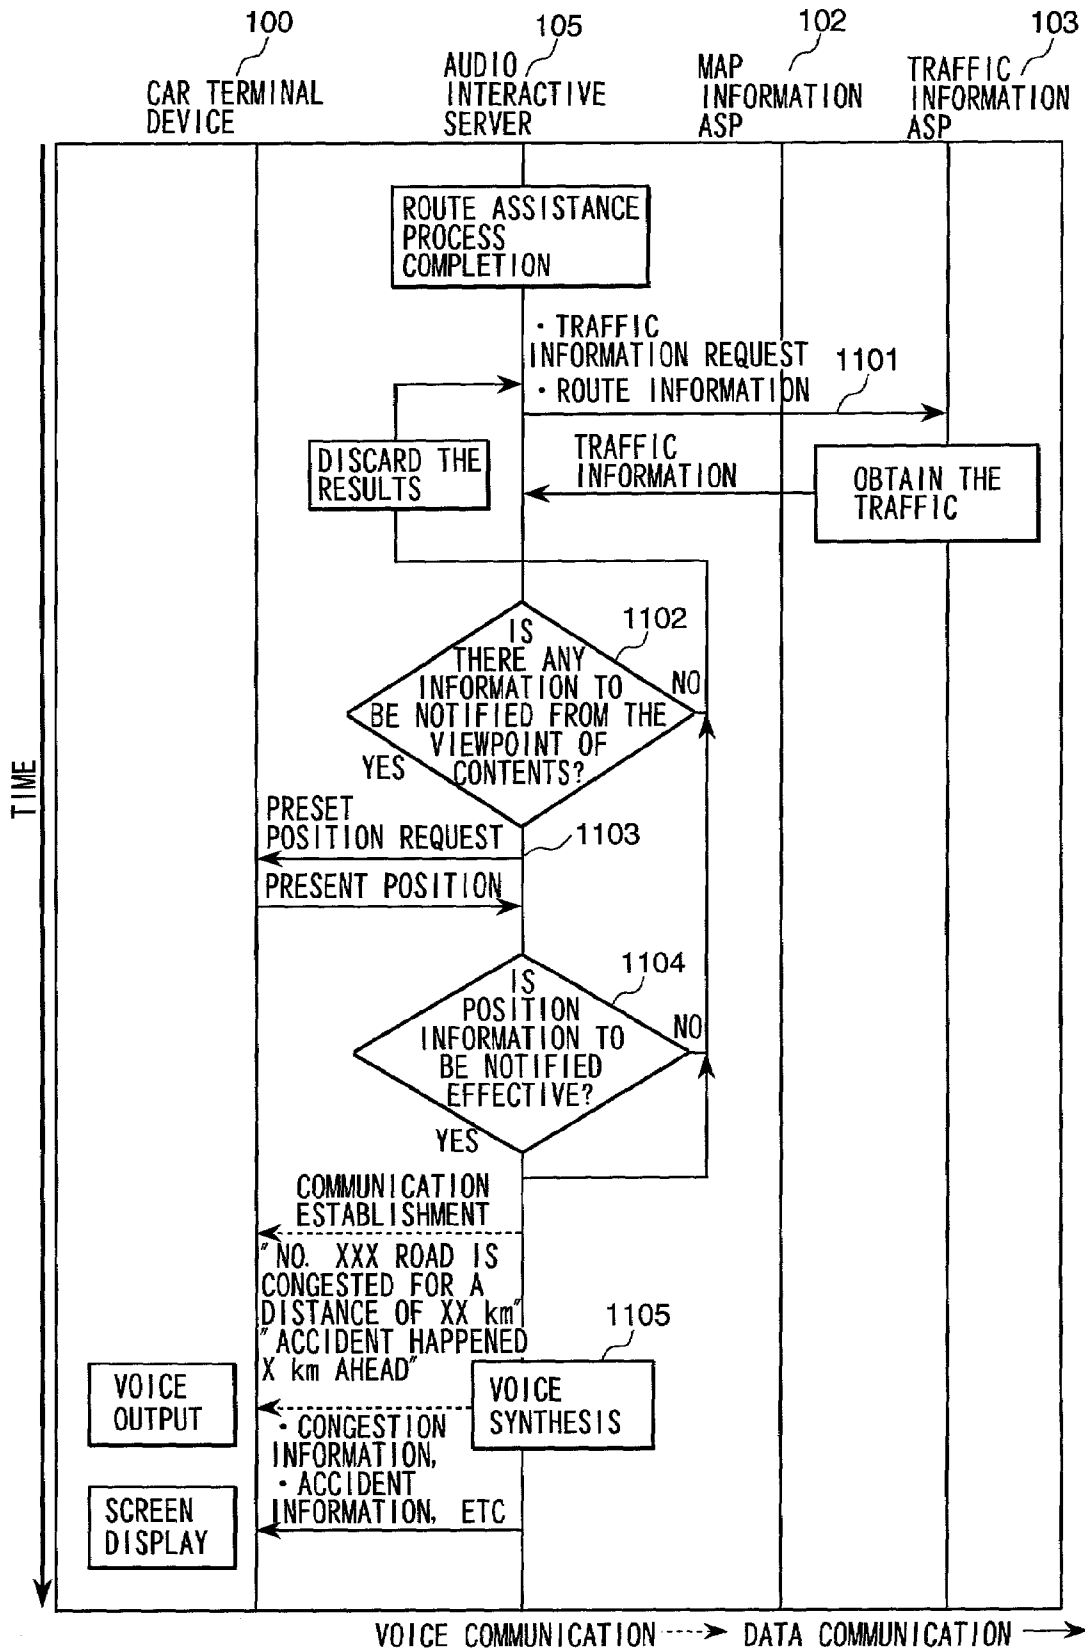 100
105
102
103
CAR TERMINAL
DEVICE
AUDIO
INTERACTIVE
SERVER
MAP
INFORMATION
ASP
TRAFFIC
INFORMATION
ASP
ROUTE ASSISTANCE
PROCESS
COMPLETION
・TRAFFIC
INFORMATION REQUEST
・ROUTE INFORMATION
1101
DISCARD THE
RESULTS
TRAFFIC
INFORMATION
OBTAIN THE
TRAFFIC
1102
IS
THERE ANY
INFORMATION TO
BE NOTIFIED FROM THE
VIEWPOINT OF
CONTENTS?
NO
YES
TIME
PRESET
POSITION REQUEST
1103
PRESENT POSITION
1104
IS
POSITION
INFORMATION TO
BE NOTIFIED
EFFECTIVE?
NO
YES
COMMUNICATION
ESTABLISHMENT
"NO. XXX ROAD IS
CONGESTED FOR A
DISTANCE OF XX km"
"ACCIDENT HAPPENED
X km AHEAD"
1105
VOICE
OUTPUT
VOICE
SYNTHESIS
・CONGESTION
INFORMATION,
・ACCIDENT
INFORMATION, ETC
SCREEN
DISPLAY
VOICE COMMUNICATION
DATA COMMUNICATION